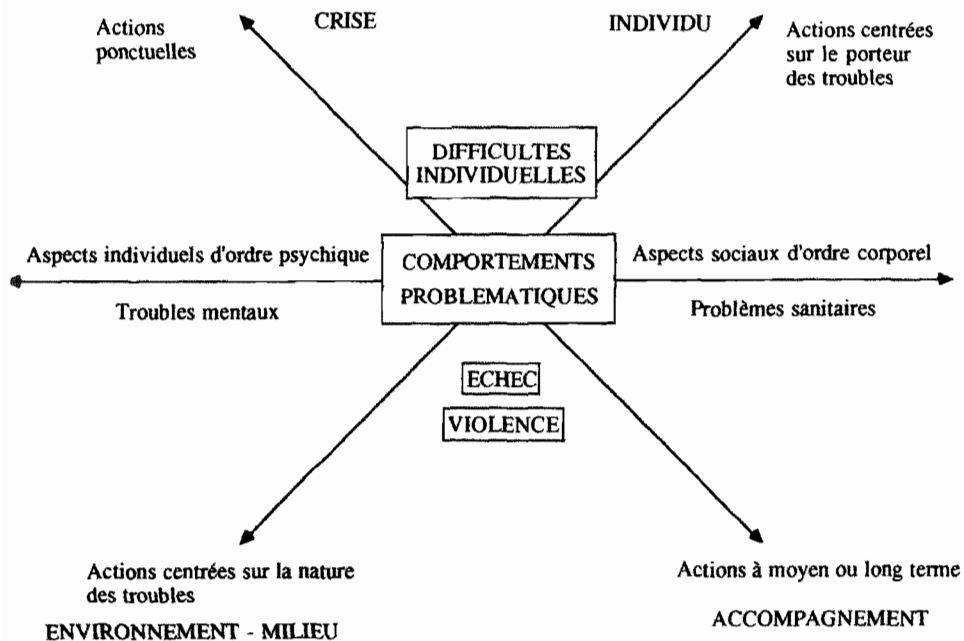 CRISE
INDIVIDU
Actions
ponctuelles
Actions centrées
sur le porteur
des troubles
DIFFICULTES
INDIVIDUELLES
Aspects individuels d'ordre psychique
COMPORTEMENTS
PROBLEMATIQUES
Aspects sociaux d'ordre corporel
Troubles mentaux
Problèmes sanitaires
ECHEC
VIOLENCE
Actions centrées sur la nature
des troubles
ENVIRONNEMENT - MILIEU
Actions à moyen ou long terme
ACCOMPAGNEMENT